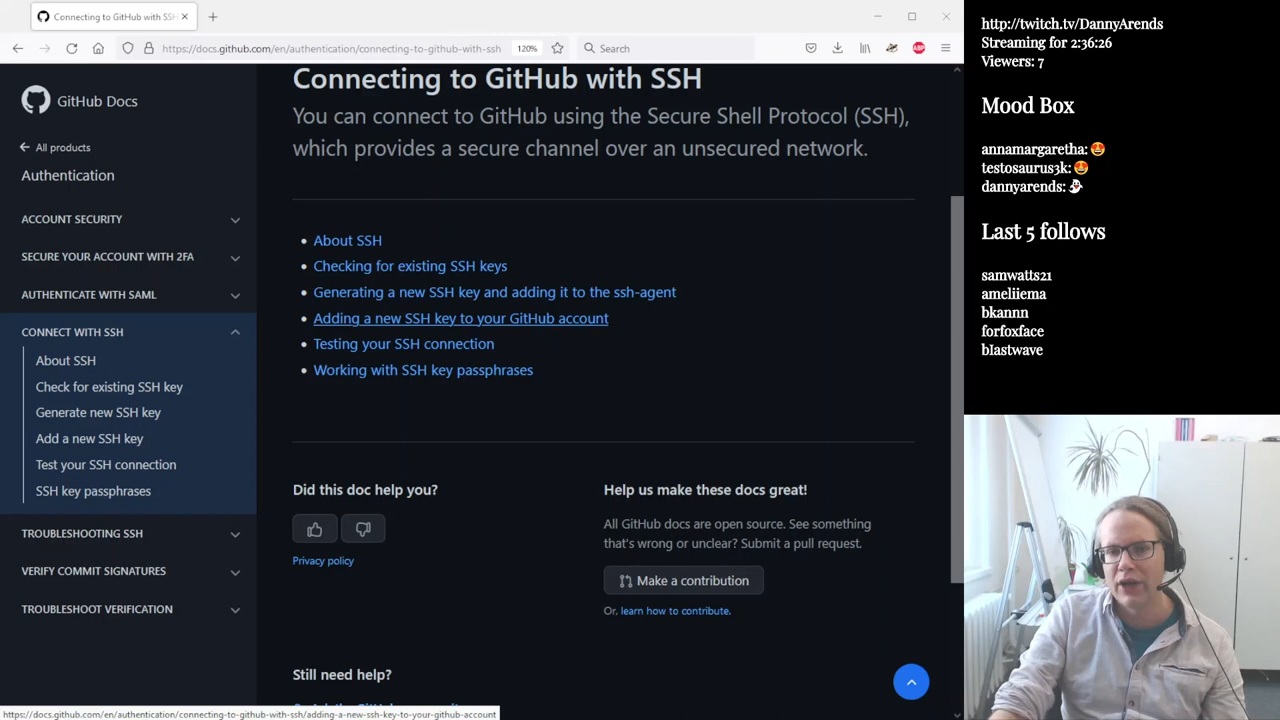 Connecting to GitHub with SSH
https://docs.github.com/en/authentication/connecting-to-github-with-ssh
120%
Search
ABP
GitHub Docs
All products
Authentication
ACCOUNT SECURITY
SECURE YOUR ACCOUNT WITH 2FA
AUTHENTICATE WITH SAML
CONNECT WITH SSH
About SSH
Check for existing SSH key
Generate new SSH key
Add a new SSH key
Test your SSH connection
SSH key passphrases
TROUBLESHOOTING SSH
VERIFY COMMIT SIGNATURES
TROUBLESHOOT VERIFICATION
Connecting to GitHub with SSH
You can connect to GitHub using the Secure Shell Protocol (SSH),
which provides a secure channel over an unsecured network.
About SSH
Checking for existing SSH keys
Generating a new SSH key and adding it to the ssh-agent
Adding a new SSH key to your GitHub account
Testing your SSH connection
Working with SSH key passphrases
Did this doc help you?
Privacy policy
Help us make these docs great!
All GitHub docs are open source. See something
that's wrong or unclear? Submit a pull request.
Make a contribution
Or, learn how to contribute.
Still need help?
https://docs.github.com/en/authentication/connecting-to-github-with-ssh/adding-a-new-ssh-key-to-your-github-account
http://twitch.tv/DannyArends
Streaming for 2:36:26
Viewers: 7
Mood Box
annamargaretha: 🤩
testosaurus3k: 🤩
dannyarends: 👻
Last 5 follows
samwatts21
ameliiema
bkannn
forfoxface
blastwave